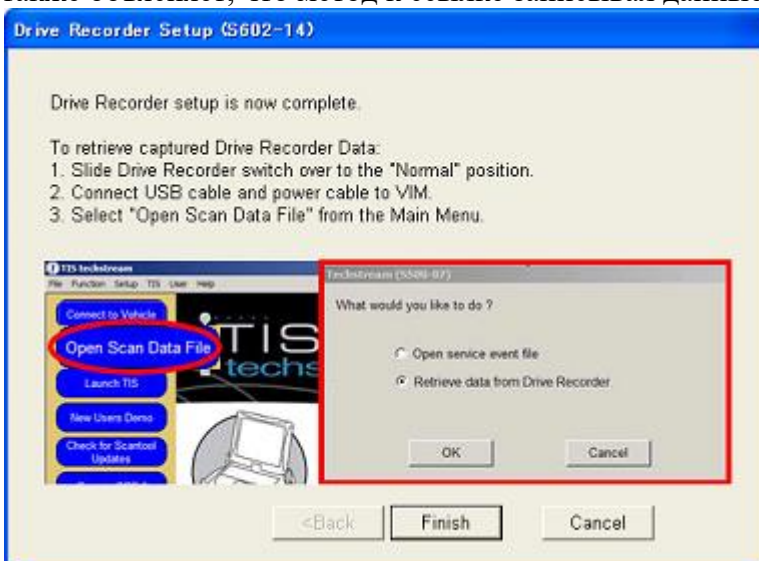 что метод и
Drive Recorder Setup (S602-14)
Drive Recorder setup is now complete.
To retrieve captured Drive Recorder Data:
1. Slide Drive Recorder switch over to the "Normal" position.
2. Connect USB cable and power cable to VIM.
3. Select "Open Scan Data File" from the Main Menu.
TIS techstream
File Function Setup TIS User Help
Connect to Vehicle
Open Scan Data File
Launch TIS
New Users Demo
Check for Scantool
Updates
TIS
techs
Techstream (S500-07)
What would you like to do ?
Open service event file
Retrieve data from Drive Recorder
OK
Cancel
<Back
Finish
Cancel